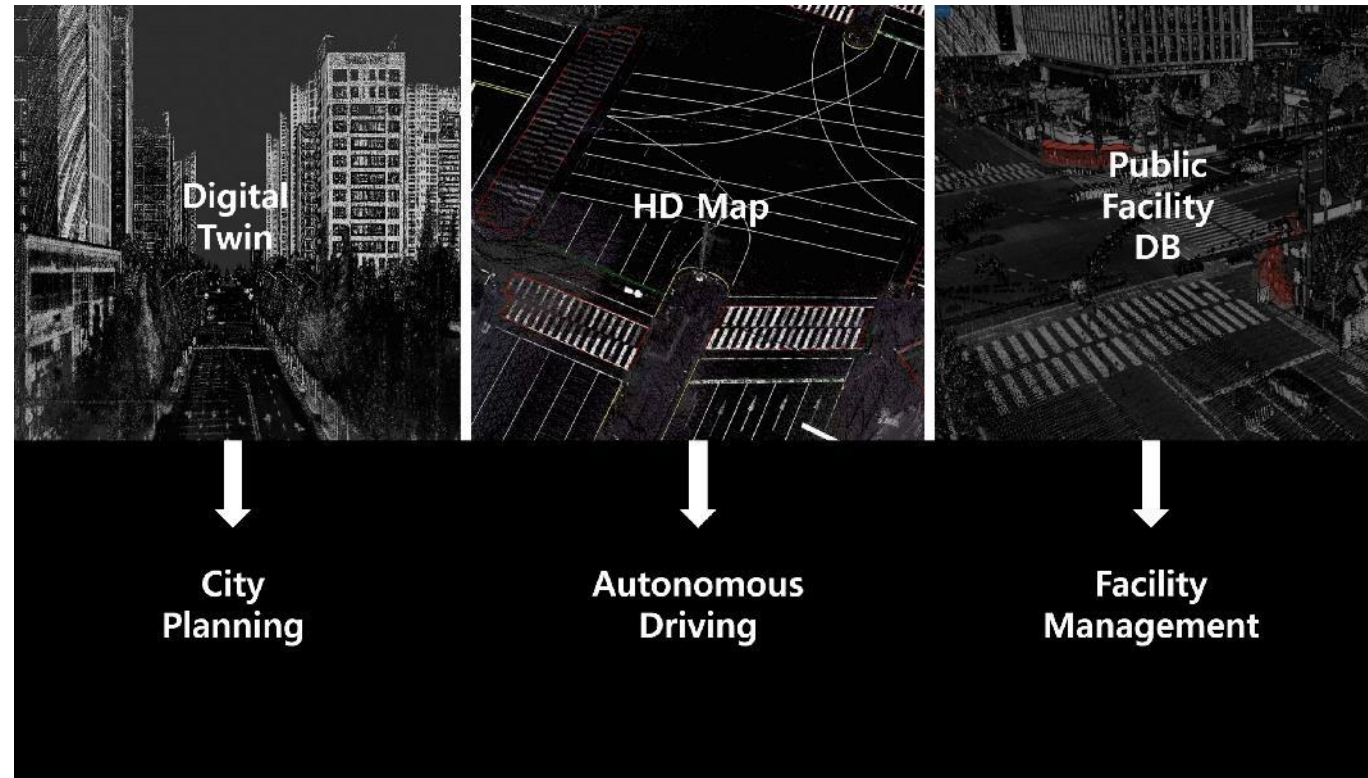 Digital
Twin
HD Map
Public
Facility
DB
City
Planning
Autonomous
Driving
Facility
Management